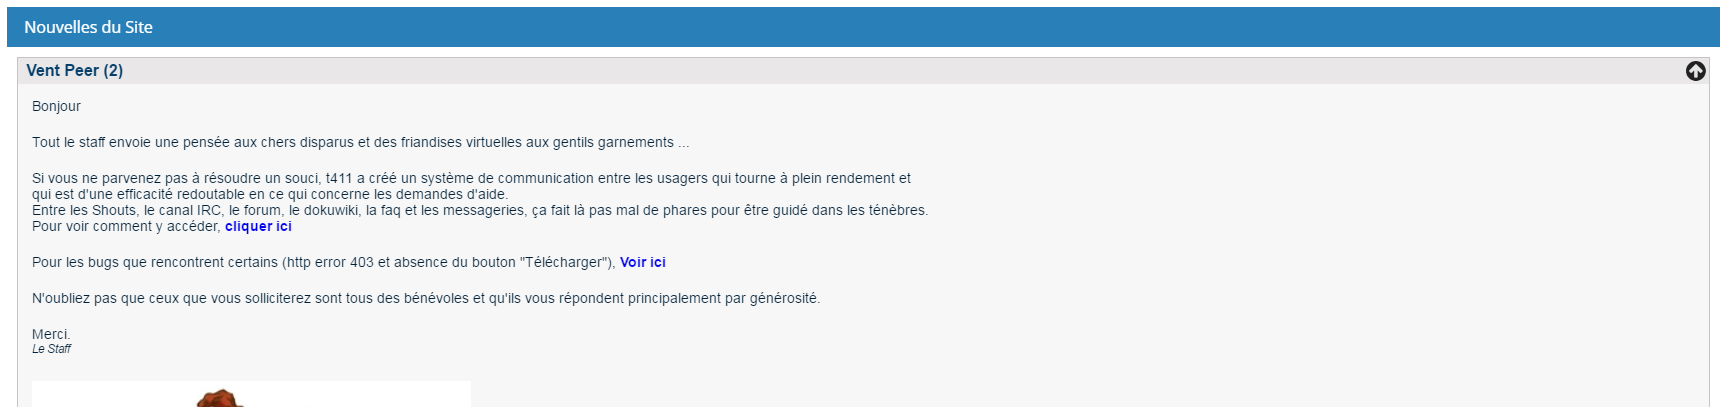 Nouvelles du Site
Vent Peer (2)
Bonjour
Tout le staff envoie une pensée aux chers disparus et des friandises virtuelles aux gentils garnements ...
Si vous ne parvenez pas à résoudre un souci, t411 a créé un système de communication entre les usagers qui tourne à plein rendement et
qui est d'une efficacité redoutable en ce qui concerne les demandes d'aide.
Entre les Shouts, le canal IRC, le forum, le dokuwiki, la faq et les messageries, ça fait là pas mal de phares pour être guidé dans les ténèbres.
Pour voir comment y accéder, cliquer ici
Pour les bugs que rencontrent certains (http error 403 et absence du bouton "Télécharger"), Voir ici
N'oubliez pas que ceux que vous solliciterez sont tous des bénévoles et qu'ils vous répondent principalement par générosité.
Merci.
Le Staff